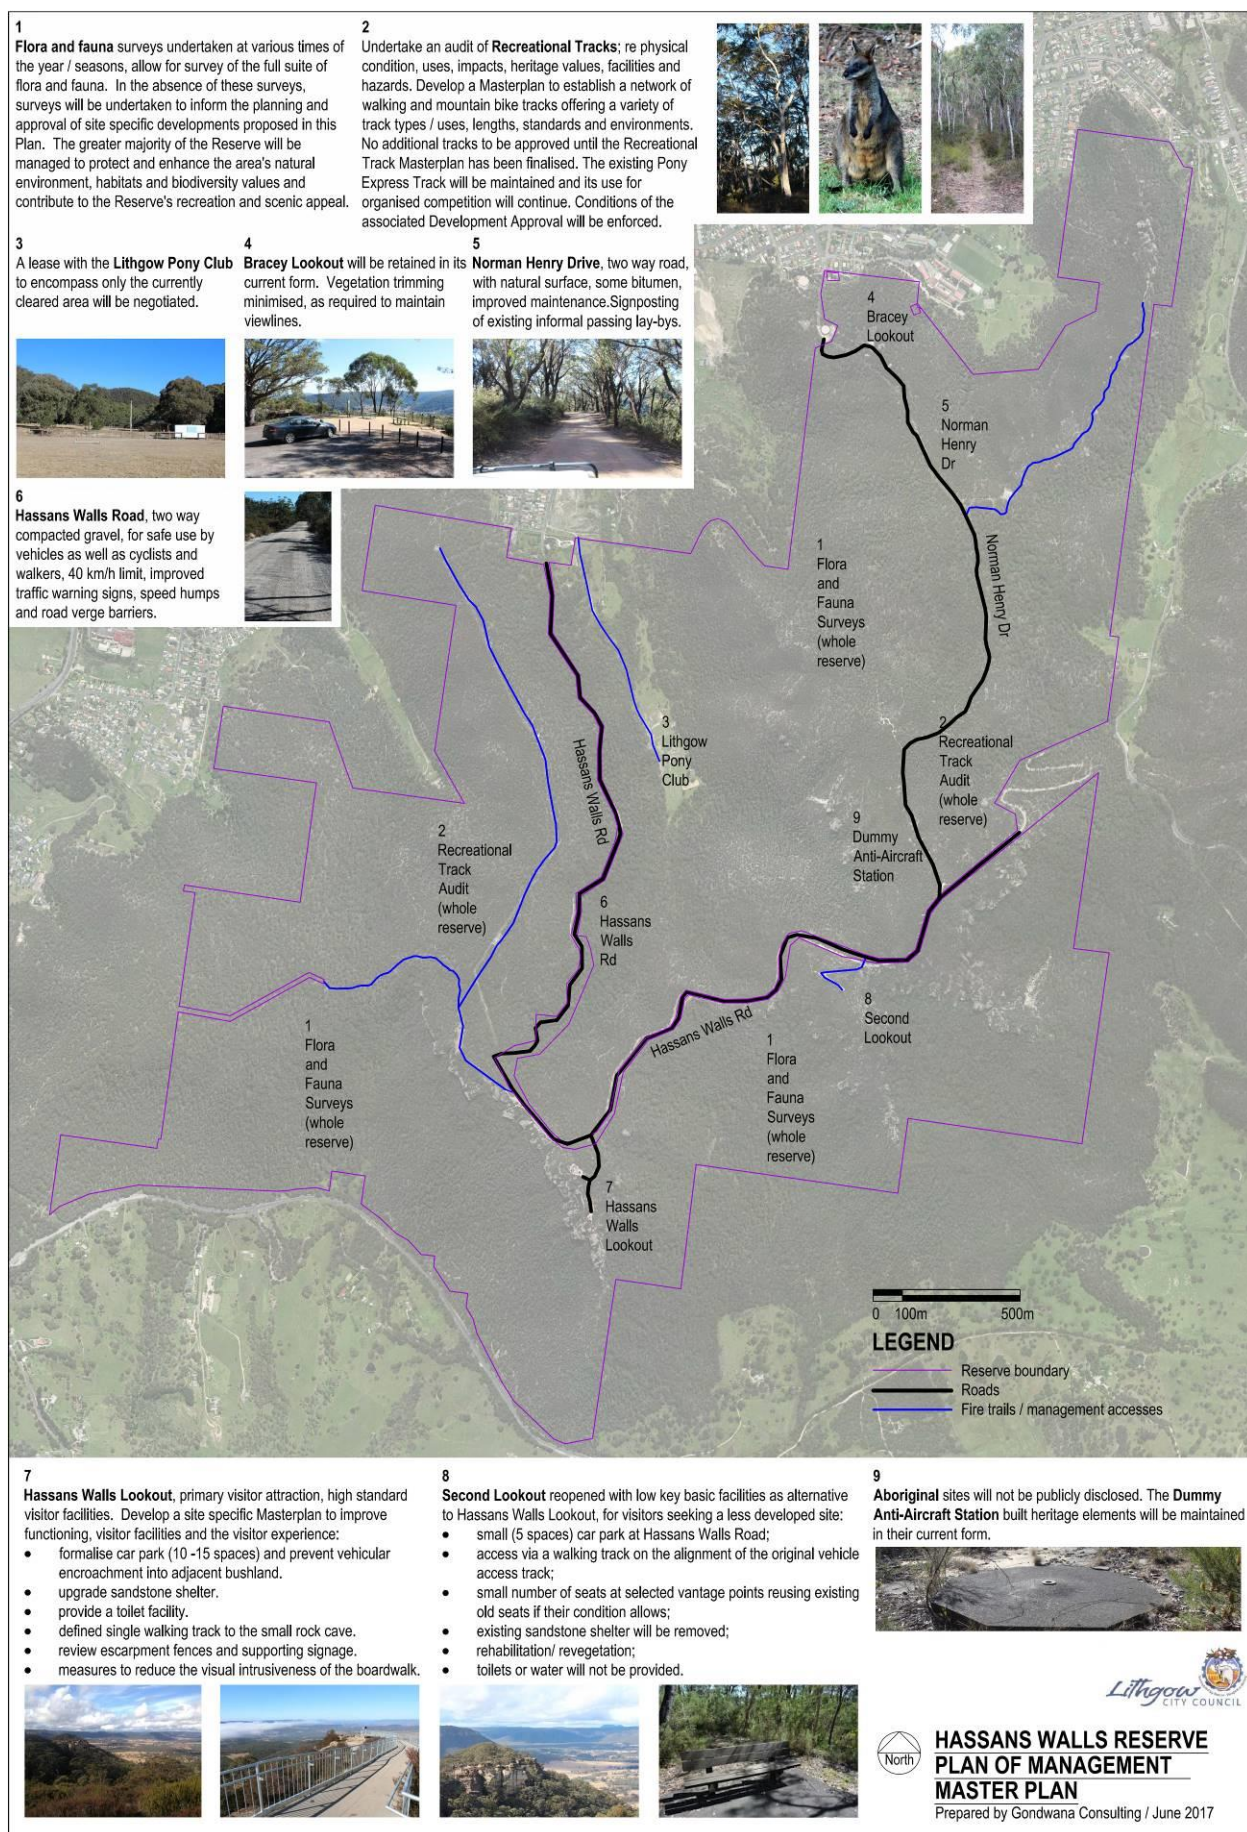 1
Flora and fauna surveys undertaken at various times of
the year / seasons, allow for survey of the full suite of
flora and fauna. In the absence of these surveys,
surveys will be undertaken to inform the planning and
approval of site specific developments proposed in this
Plan. The greater majority of the Reserve will be
managed to protect and enhance the area's natural
environment, habitats and biodiversity values and
contribute to the Reserve's recreation and scenic appeal.
2
Undertake an audit of Recreational Tracks; re physical
condition, uses, impacts, heritage values, facilities and
hazards. Develop a Masterplan to establish a network of
walking and mountain bike tracks offering a variety of
track types / uses, lengths, standards and environments.
No additional tracks to be approved until the Recreational
Track Masterplan has been finalised. The existing Pony
Express Track will be maintained and its use for
organised competition will continue. Conditions of the
associated Development Approval will be enforced.
3
A lease with the Lithgow Pony Club
to encompass only the currently
cleared area will be negotiated.
4
Bracey Lookout will be retained in its
current form. Vegetation trimming
minimised, as required to maintain
viewlines.
5
Norman Henry Drive, two way road,
with natural surface, some bitumen,
improved maintenance.Signposting
of existing informal passing lay-bys.
6
Hassans Walls Road, two way
compacted gravel, for safe use by
vehicles as well as cyclists and
walkers, 40 km/h limit, improved
traffic warning signs, speed humps
and road verge barriers.
4
Bracey
Lookout
5
Norman
Henry
Dr
Norman Henry Dr
1
Flora
and
Fauna
Surveys
(whole
reserve)
3
Lithgow
Pony
Club
Hassans Walls Rd
2
Recreational
Track
Audit
(whole
reserve)
2
Recreational
Track
Audit
(whole
reserve)
9
Dummy
Anti-Aircraft
Station
6
Hassans
Walls
Rd
Hassans Walls Rd
8
Second
Lookout
1
Flora
and
Fauna
Surveys
(whole
reserve)
1
Flora
and
Fauna
Surveys
(whole
reserve)
7
Hassans
Walls
Lookout
0 100m 500m
LEGEND
Reserve boundary
Roads
Fire trails / management accesses
7
Hassans Walls Lookout, primary visitor attraction, high standard
visitor facilities. Develop a site specific Masterplan to improve
functioning, visitor facilities and the visitor experience:
• formalise car park (10 -15 spaces) and prevent vehicular
encroachment into adjacent bushland.
• upgrade sandstone shelter.
• provide a toilet facility.
• defined single walking track to the small rock cave.
• review escarpment fences and supporting signage.
• measures to reduce the visual intrusiveness of the boardwalk.
8
Second Lookout reopened with low key basic facilities as alternative
to Hassans Walls Lookout, for visitors seeking a less developed site:
• small (5 spaces) car park at Hassans Walls Road;
• access via a walking track on the alignment of the original vehicle
access track;
• small number of seats at selected vantage points reusing existing
old seats if their condition allows;
• existing sandstone shelter will be removed;
• rehabilitation/ revegetation;
• toilets or water will not be provided.
9
Aboriginal sites will not be publicly disclosed. The Dummy
Anti-Aircraft Station built heritage elements will be maintained
in their current form.
Lithgow
CITY COUNCIL
North
HASSANS WALLS RESERVE
PLAN OF MANAGEMENT
MASTER PLAN
Prepared by Gondwana Consulting / June 2017